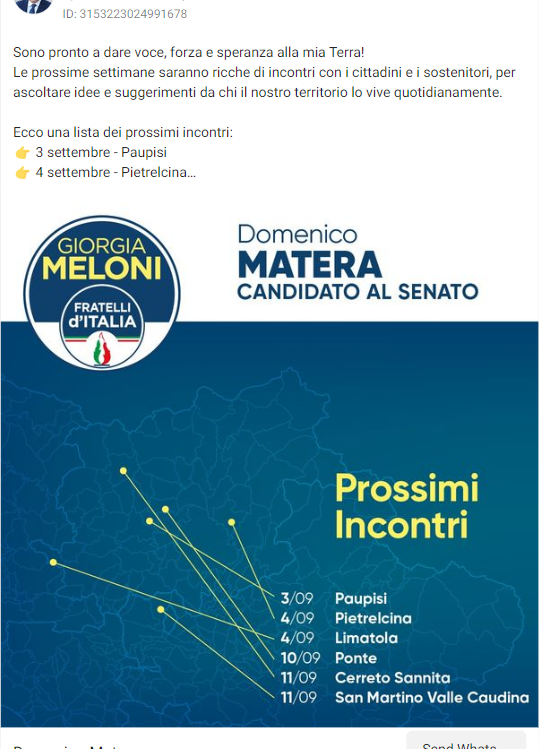 ID: 3153223024991678
Sono pronto a dare voce, forza e speranza alla mia Terra!
Le prossime settimane saranno ricche di incontri con i cittadini e i sostenitori, per
ascoltare idee e suggerimenti da chi il nostro territorio lo vive quotidianamente.
Ecco una lista dei prossimi incontri:
👉 3 settembre - Paupisi
👉 4 settembre - Pietrelcina...
GIORGIA
MELONI
FRATELLI
d'ITALIA
Domenico
MATERA
CANDIDATO AL SENATO
Prossimi
Incontri
3/09 Paupisi
4/09 Pietrelcina
4/09 Limatola
10/09 Ponte
11/09 Cerreto Sannita
11/09 San Martino Valle Caudina